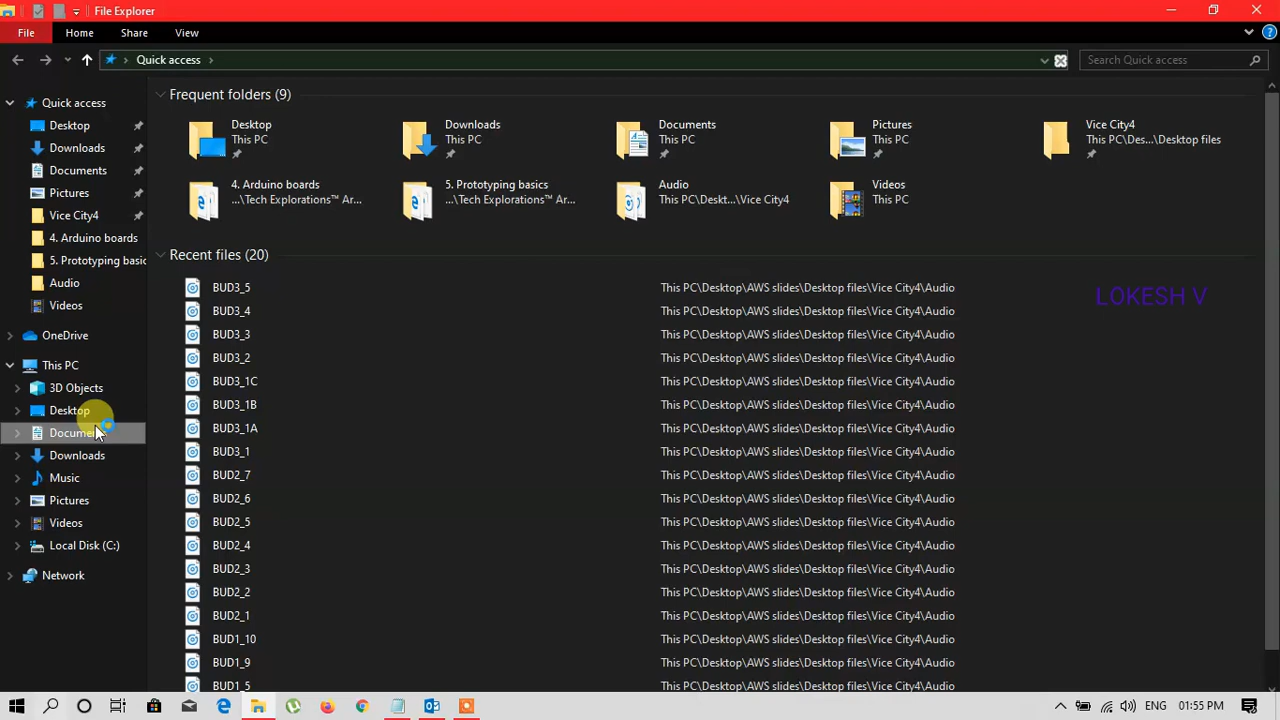 File Explorer
File Home Share View
Quick access
Search Quick access
Quick access
Desktop
Downloads
Documents
Pictures
Vice City4
4. Arduino boards
5. Prototyping basic
Audio
Videos
OneDrive
This PC
3D Objects
Desktop
Docum
Downloads
Music
Pictures
Videos
Local Disk (C:)
Network
Frequent folders (9)
Desktop
This PC
Downloads
This PC
Documents
This PC
Pictures
This PC
Vice City4
This PC\Des...\Desktop files
4. Arduino boards
...\Tech Explorations™ Ar...
5. Prototyping basics
...\Tech Explorations™ Ar...
Audio
This PC\Deskt...\Vice City4
Videos
This PC
Recent files (20)
BUD3_5 This PC\Desktop\AWS slides\Desktop files\Vice City4\Audio
BUD3_4 This PC\Desktop\AWS slides\Desktop files\Vice City4\Audio
BUD3_3 This PC\Desktop\AWS slides\Desktop files\Vice City4\Audio
BUD3_2 This PC\Desktop\AWS slides\Desktop files\Vice City4\Audio
BUD3_1C This PC\Desktop\AWS slides\Desktop files\Vice City4\Audio
BUD3_1B This PC\Desktop\AWS slides\Desktop files\Vice City4\Audio
BUD3_1A This PC\Desktop\AWS slides\Desktop files\Vice City4\Audio
BUD3_1 This PC\Desktop\AWS slides\Desktop files\Vice City4\Audio
BUD2_7 This PC\Desktop\AWS slides\Desktop files\Vice City4\Audio
BUD2_6 This PC\Desktop\AWS slides\Desktop files\Vice City4\Audio
BUD2_5 This PC\Desktop\AWS slides\Desktop files\Vice City4\Audio
BUD2_4 This PC\Desktop\AWS slides\Desktop files\Vice City4\Audio
BUD2_3 This PC\Desktop\AWS slides\Desktop files\Vice City4\Audio
BUD2_2 This PC\Desktop\AWS slides\Desktop files\Vice City4\Audio
BUD2_1 This PC\Desktop\AWS slides\Desktop files\Vice City4\Audio
BUD1_10 This PC\Desktop\AWS slides\Desktop files\Vice City4\Audio
BUD1_9 This PC\Desktop\AWS slides\Desktop files\Vice City4\Audio
BUD1_5 This PC\Desktop\AWS slides\Desktop files\Vice City4\Audio
LOKESH V
ENG 01:55 PM